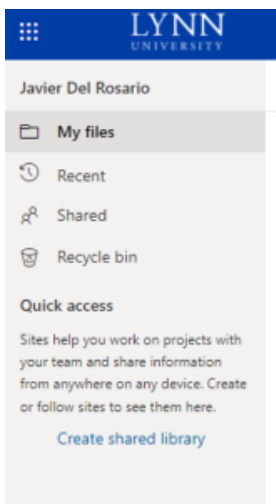 LYNN
UNIVERSITY
Javier Del Rosario
My files
Recent
Shared
Recycle bin
Quick access
Sites help you work on projects with
your team and share information
from anywhere on any device. Create
or follow sites to see them here.
Create shared library